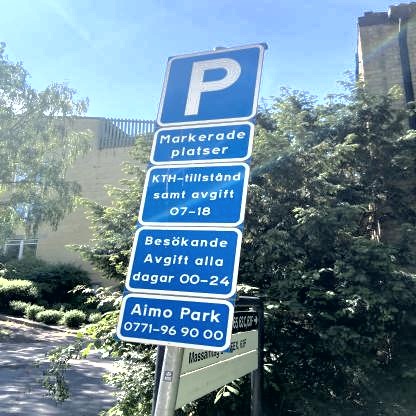 P
Markerade
platser
KTH-tillstånd
samt avgift
07-18
Besökande
Avgift alla
dagar 00-24
Aimo Park
0771-96 90 00